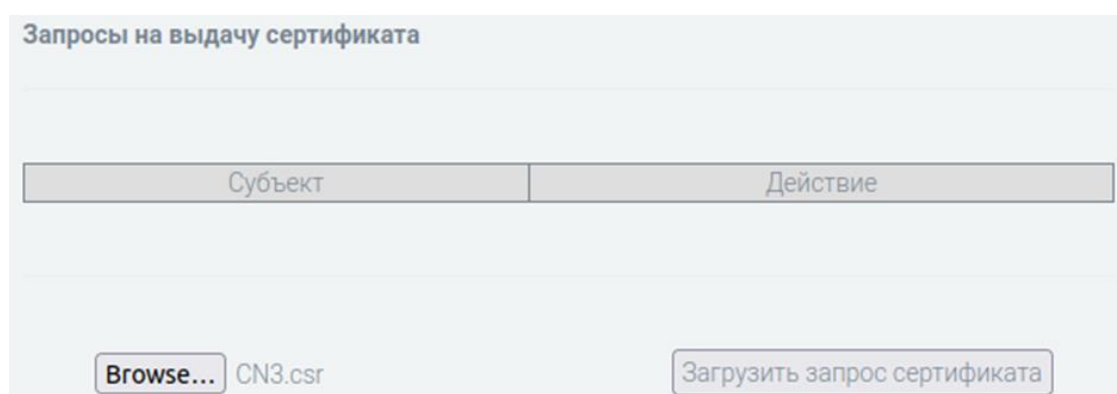 Запросы на выдачу сертификата
Субъект Действие
Browse... CN3.csr Загрузить запрос сертификата